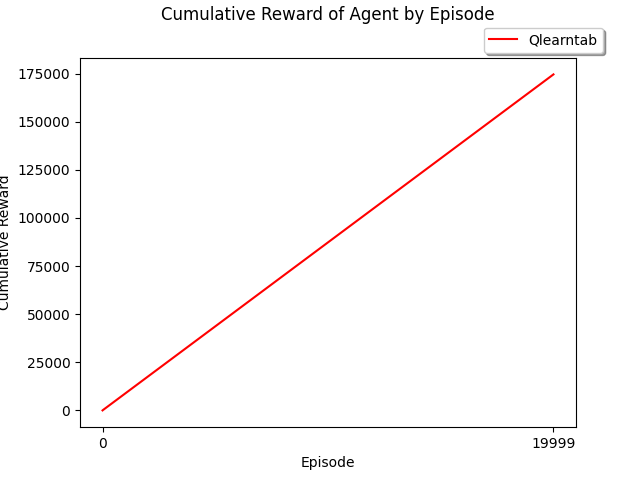 Cumulative Reward of Agent by Episode
Qlearntab
175000
150000
125000
100000
75000
50000
25000
0
Cumulative Reward
0 19999
Episode